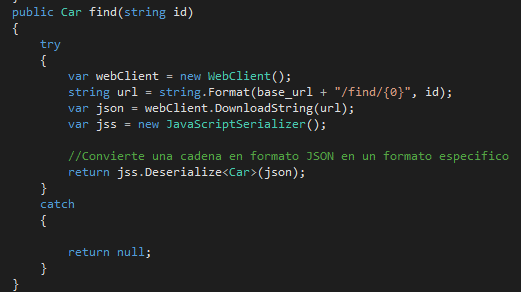 public Car find(string id)
{
try
{
var webClient = new WebClient();
string url = string.Format(base_url + "/find/{0}", id);
var json = webClient.DownloadString(url);
var jss = new JavaScriptSerializer();
//Convierte una cadena en formato JSON en un formato especifico
return jss.Deserialize<Car>(json);
}
catch
{
return null;
}
}